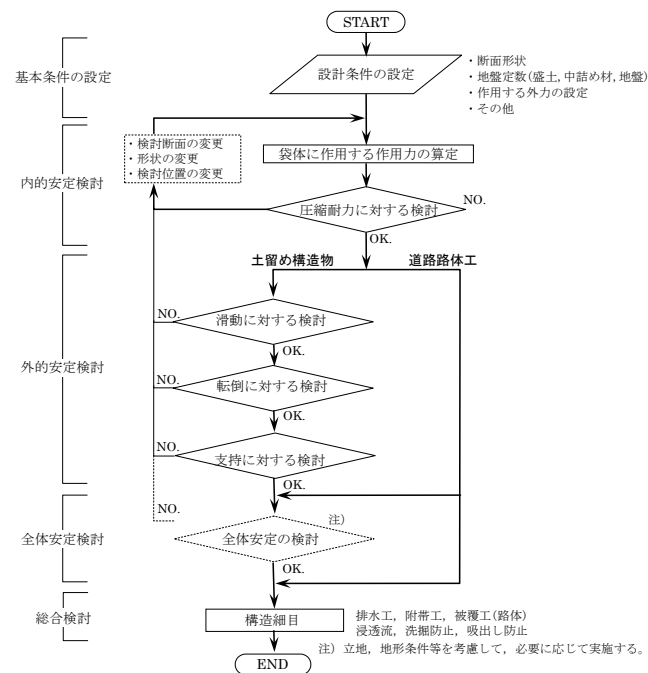 START
基本条件の設定
設計条件の設定
・断面形状
・地盤定数(盛土,中詰め材,地盤)
・作用する外力の設定
・その他
・検討断面の変更
・形状の変更
・検討位置の変更
袋体に作用する作用力の算定
内的安定検討
圧縮耐力に対する検討
NO.
OK.
土留め構造物
道路路体工
外的安定検討
NO.
滑動に対する検討
OK.
NO.
転倒に対する検討
OK.
NO.
支持に対する検討
OK.
NO.
注）
全体安定検討
全体安定の検討
OK.
総合検討
構造細目
排水工，附帯工，被覆工(路体)
浸透流，洗掘防止，吸出し防止
注）立地，地形条件等を考慮して，必要に応じて実施する。
END